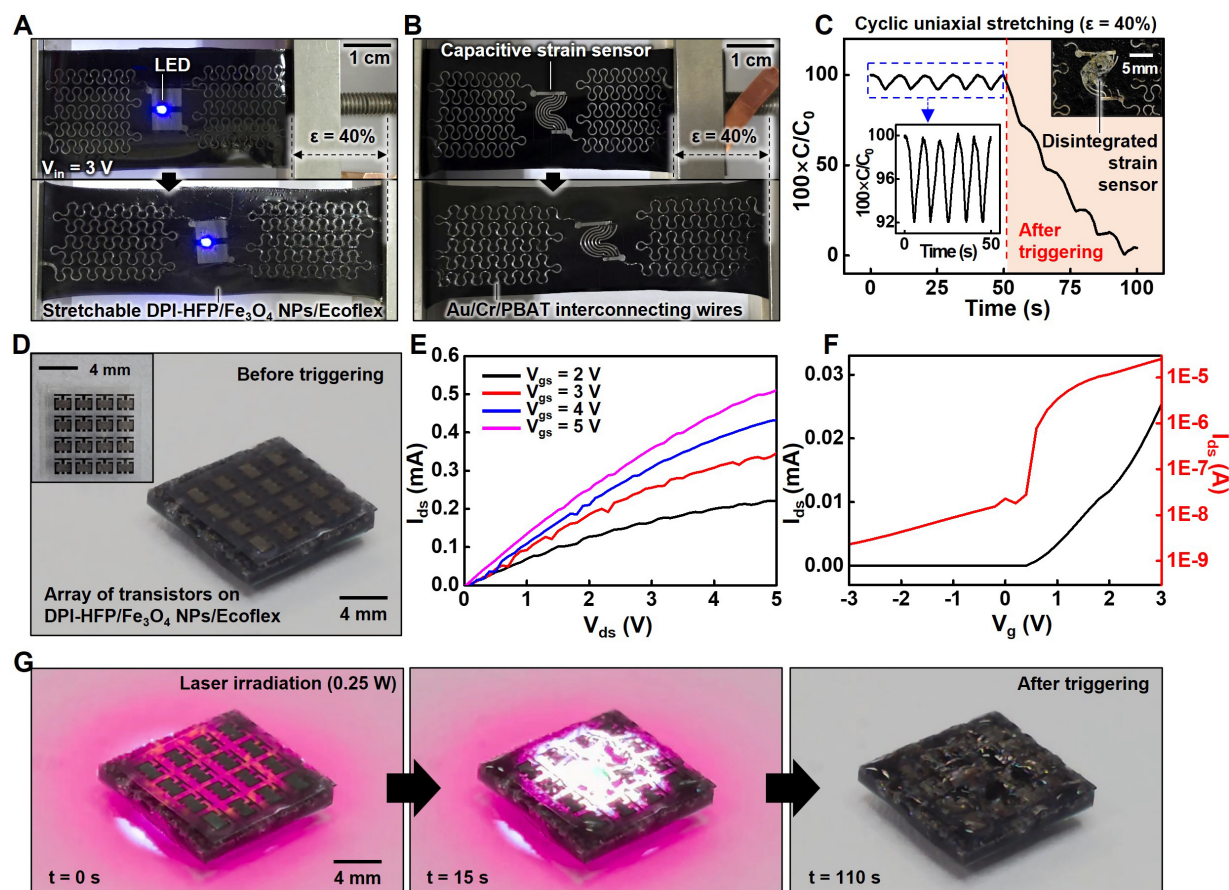 A
LED
1 cm
ε = 40%
V_in = 3 V
Stretchable DPI-HFP/Fe₃O₄ NPs/Ecoflex
B
Capacitive strain sensor
1 cm
ε = 40%
Au/Cr/PBAT interconnecting wires
C
Cyclic uniaxial stretching (ε = 40%)
100×C/C₀
100
50
0
0
25
50
75
100
Time (s)
5mm
Disintegrated
strain
sensor
After
triggering
100×C/C₀
100
96
92
0
50
Time (s)
D
4 mm
Before triggering
Array of transistors on
DPI-HFP/Fe₃O₄ NPs/Ecoflex
4 mm
E
I_ds (mA)
0.6
0.5
0.4
0.3
0.2
0.1
0.0
V_gs = 2 V
V_gs = 3 V
V_gs = 4 V
V_gs = 5 V
0
1
2
3
4
5
V_ds (V)
F
I_ds (mA)
0.03
0.02
0.01
0.00
1E-5
1E-6
1E-7
1E-8
1E-9
I_ds (A)
-3
-2
-1
0
1
2
3
V_g (V)
G
Laser irradiation (0.25 W)
t = 0 s
4 mm
t = 15 s
After triggering
t = 110 s